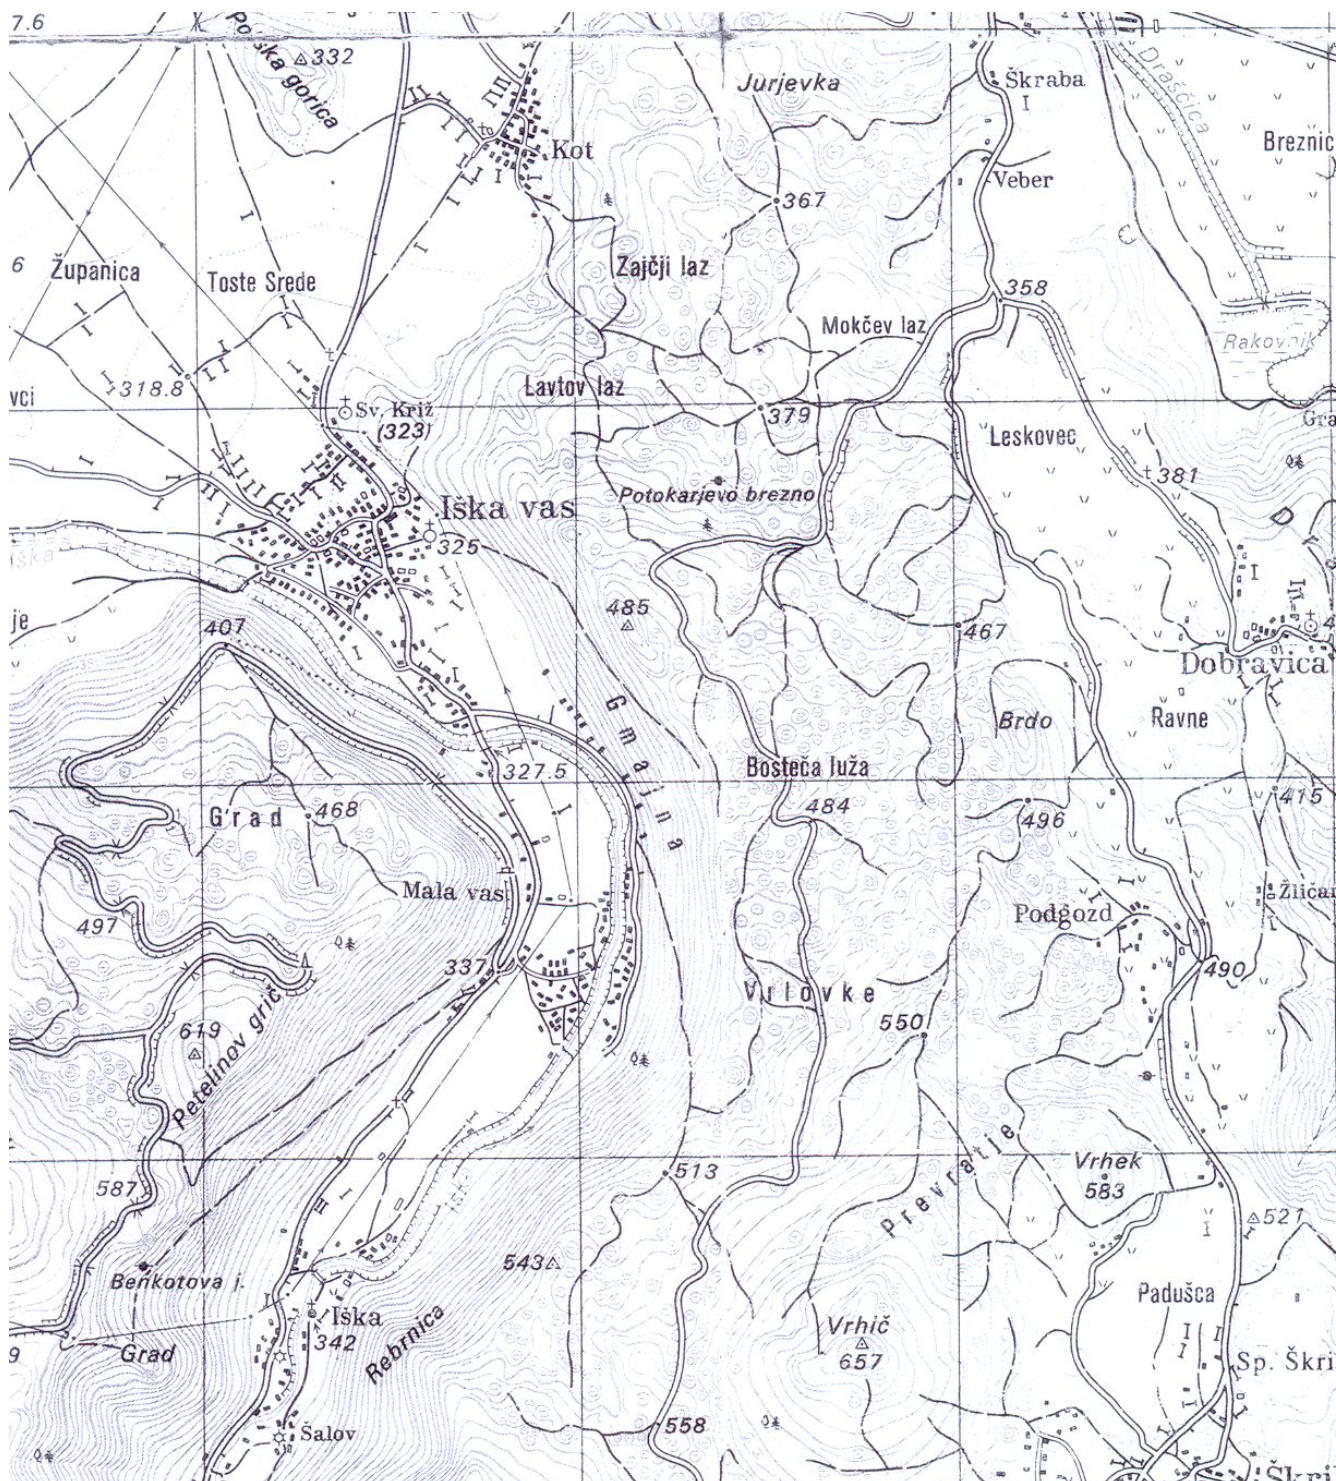 7.6
Jurjevka
332
Škraba
I
Draščica
gorica
Breznic
Kot
Veber
367
6
Županica
Toste Srede
Zajčji laz
358
Mokčev laz
Rakovnik
318.8
vci
Lavtov laz
Sv. Križ
(323)
379
Gra
Leskovec
381
Potokarjevo brezno
Iška vas
325
Iška
485
je
407
467
Dobravica
Gmajna
Brdo
Ravne
327.5
Bosteča luža
Grad
468
484
496
415
Mala vas
Podgozd
Žličar
497
337
490
Vrlovke
550
619
Petelinov grič
Prevratje
513
Vrhek
583
587
521
543
Benkotova j.
Padušca
Iška
342
Rebrnica
Vrhič
657
9
Grad
Sp. Škri
558
Šalov
Škri